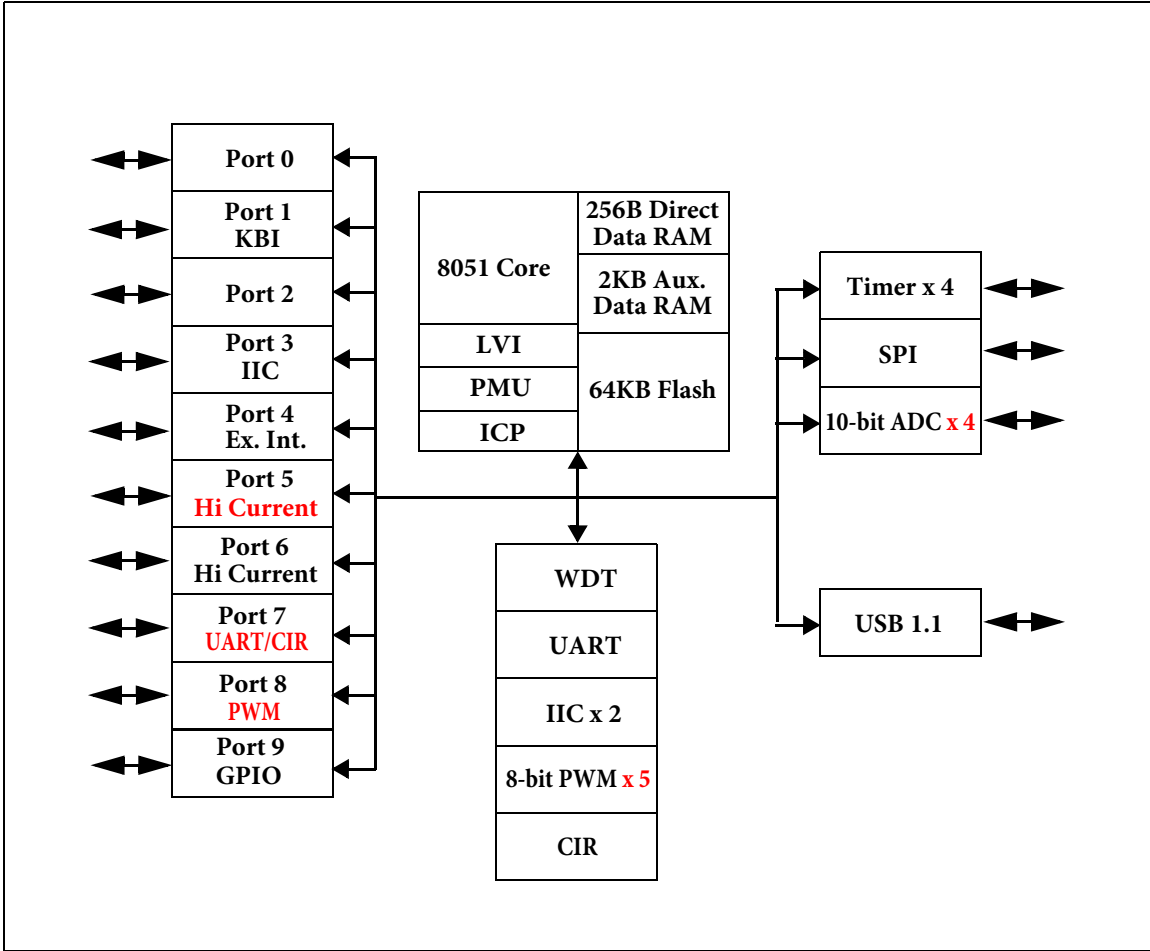 Port 0
Port 1
KBI
Port 2
Port 3
IIC
Port 4
Ex. Int.
Port 5
Hi Current
Port 6
Hi Current
Port 7
UART/CIR
Port 8
PWM
Port 9
GPIO
8051 Core
LVI
PMU
ICP
256B Direct
Data RAM
2KB Aux.
Data RAM
64KB Flash
WDT
UART
IIC x 2
8-bit PWM x 5
CIR
Timer x 4
SPI
10-bit ADC x 4
USB 1.1